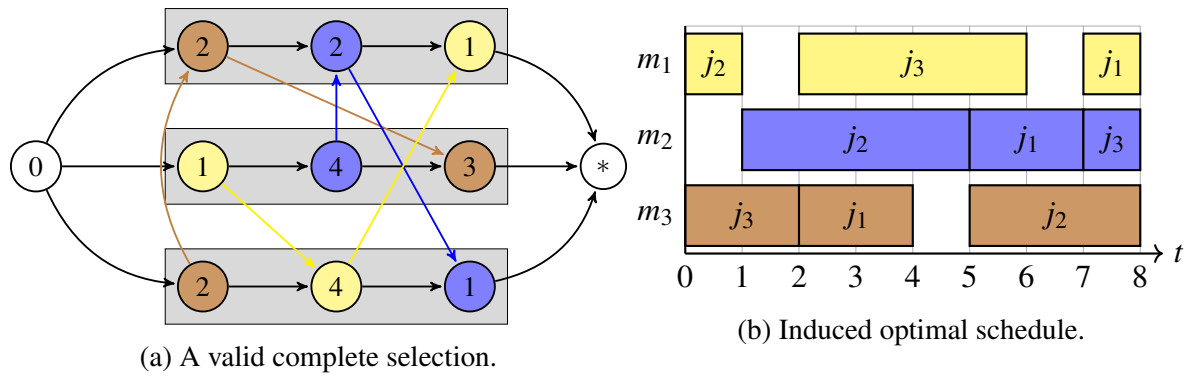 2 2 1
0 1 4 3 *
2 4 1
(a) A valid complete selection.
m₁ j₂ j₃ j₁
m₂ j₂ j₁ j₃
m₃ j₃ j₁ j₂
0 1 2 3 4 5 6 7 8 t
(b) Induced optimal schedule.